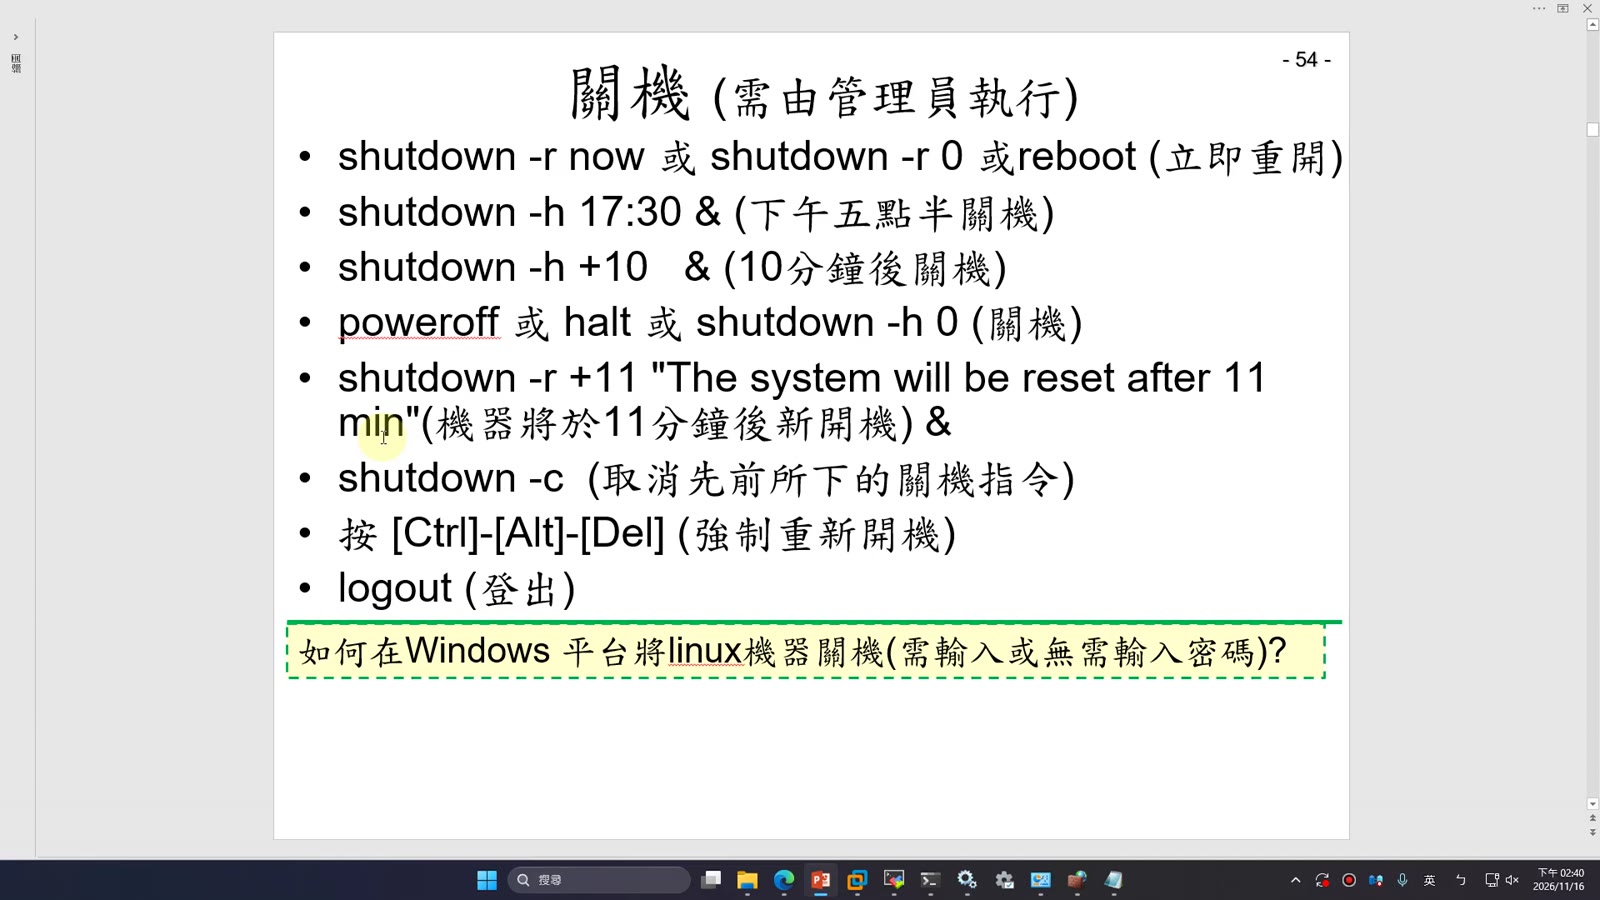 - 54 -
關機 (需由管理員執行)
• shutdown -r now 或 shutdown -r 0 或reboot (立即重開)
• shutdown -h 17:30 & (下午五點半關機)
• shutdown -h +10 & (10分鐘後關機)
• poweroff 或 halt 或 shutdown -h 0 (關機)
• shutdown -r +11 "The system will be reset after 11
min"(機器將於11分鐘後新開機) &
• shutdown -c (取消先前所下的關機指令)
• 按 [Ctrl]-[Alt]-[Del] (強制重新開機)
• logout (登出)
如何在Windows 平台將linux機器關機(需輸入或無需輸入密碼)?
搜尋
英
ㄅ
下午 02:40
2026/11/16